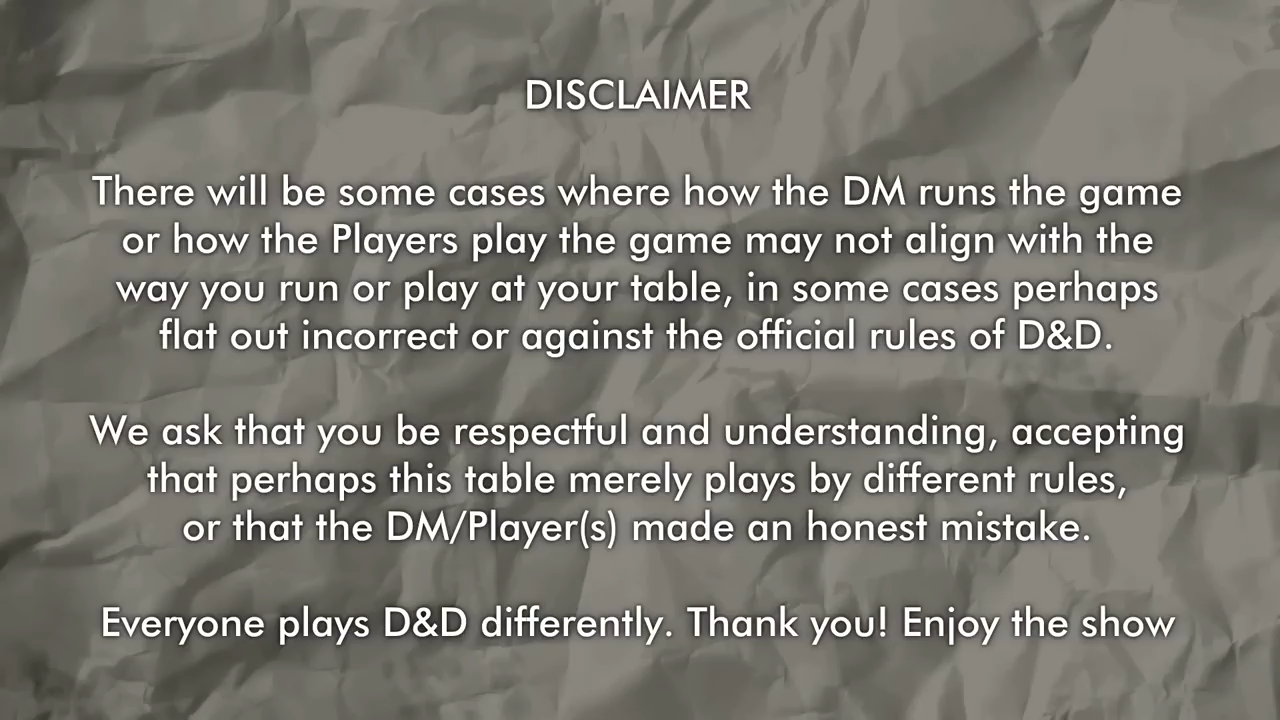 DISCLAIMER
There will be some cases where how the DM runs the game
or how the Players play the game may not align with the
way you run or play at your table, in some cases perhaps
flat out incorrect or against the official rules of D&D.
We ask that you be respectful and understanding, accepting
that perhaps this table merely plays by different rules,
or that the DM/Player(s) made an honest mistake.
Everyone plays D&D differently. Thank you! Enjoy the show